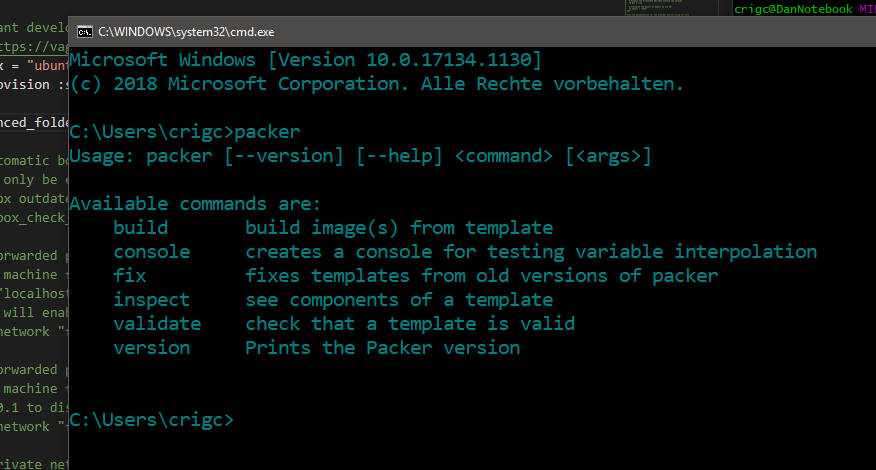 crigc@DanNotebook MI
ant develo
C:\WINDOWS\system32\cmd.exe
ttps://vag
x = "ubunt
ovision :s
nced_folde
tomatic bo
only be c
ox outdate
box_check_
orwarded p
machine
localhost
will enab
network
orwarded p
machine
0.1 to dis
network
rivate net
Microsoft Windows [Version 10.0.17134.1130]
(c) 2018 Microsoft Corporation. Alle Rechte vorbehalten.
C:\Users\crigc>packer
Usage: packer [--version] [--help] <command> [<args>]
Available commands are:
build build image(s) from template
console creates a console for testing variable interpolation
fix fixes templates from old versions of packer
inspect see components of a template
validate check that a template is valid
version Prints the Packer version
C:\Users\crigc>